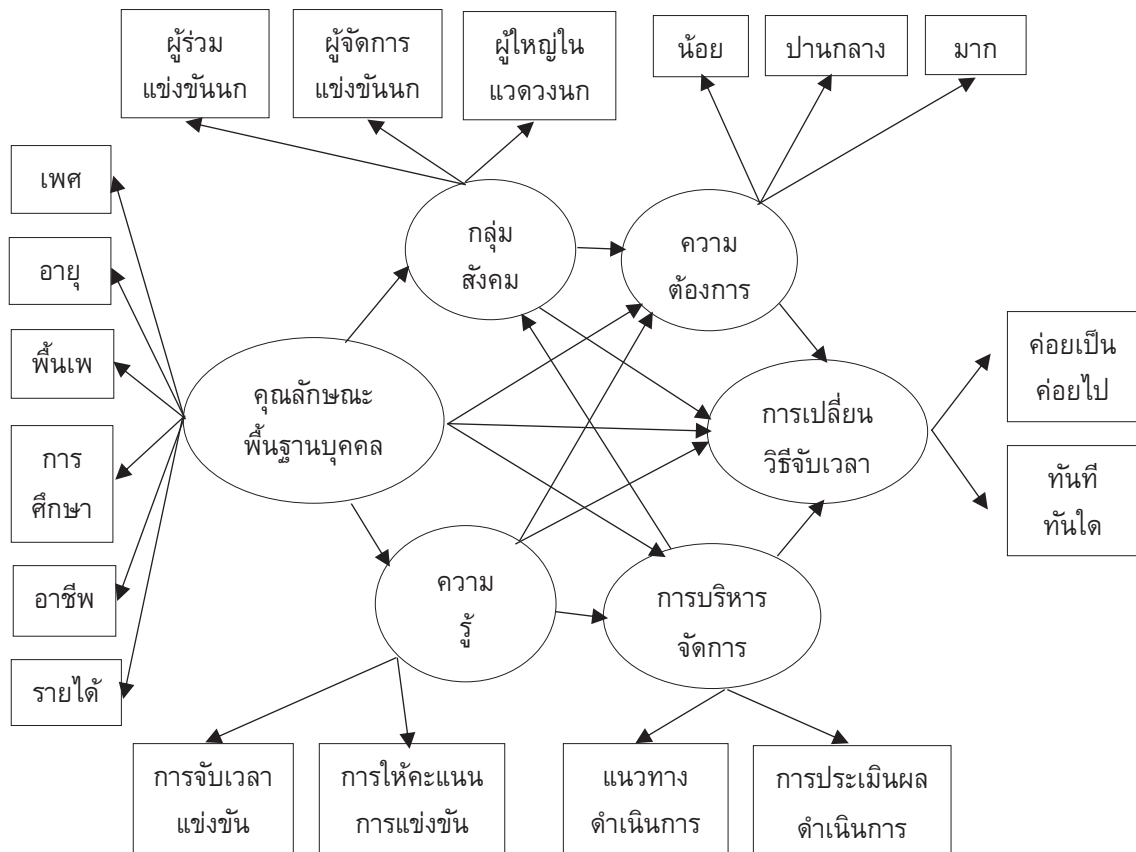 ผู้ร่วม
แข่งขันนก
ผู้จัดการ
แข่งขันนก
ผู้ใหญ่ใน
แวดวงนก
น้อย
ปานกลาง
มาก
เพศ
อายุ
พื้นเพ
การ
ศึกษา
อาชีพ
รายได้
กลุ่ม
สังคม
ความ
ต้องการ
คุณลักษณะ
พื้นฐานบุคคล
การเปลี่ยน
วิธีจับเวลา
ค่อยเป็น
ค่อยไป
ทันที
ทันใด
ความ
รู้
การบริหาร
จัดการ
การจับเวลา
แข่งขัน
การให้คะแนน
การแข่งขัน
แนวทาง
ดำเนินการ
การประเมินผล
ดำเนินการ